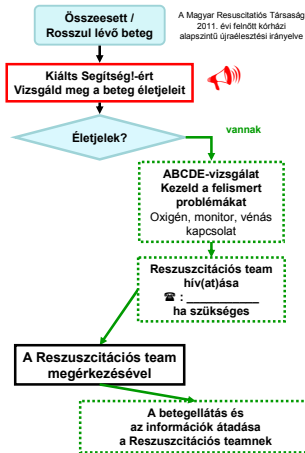 Összeesett /
Rosszul lévő beteg
A Magyar Resuscitatiós Társaság
2011. évi felnőtt kórházi
alapszintű újraélesztési irányelve
Kiálts Segítség!-ért
Vizsgáld meg a beteg életjeleit
Életjelek?
vannak
ABCDE-vizsgálat
Kezeld a felismert
problémákat
Oxigén, monitor, vénás
kapcsolat
Reszuszcitációs team
hív(at)ása
☎ : ___________
ha szükséges
A Reszuszcitációs team
megérkezésével
A betegellátás és
az információk átadása
a Reszuszcitációs teamnek